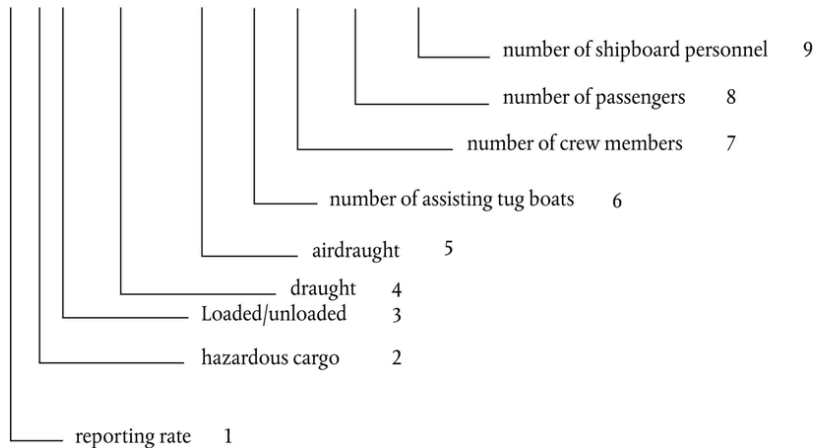 number of shipboard personnel 9
number of passengers 8
number of crew members 7
number of assisting tug boats 6
airdraught 5
draught 4
Loaded/unloaded 3
hazardous cargo 2
reporting rate 1